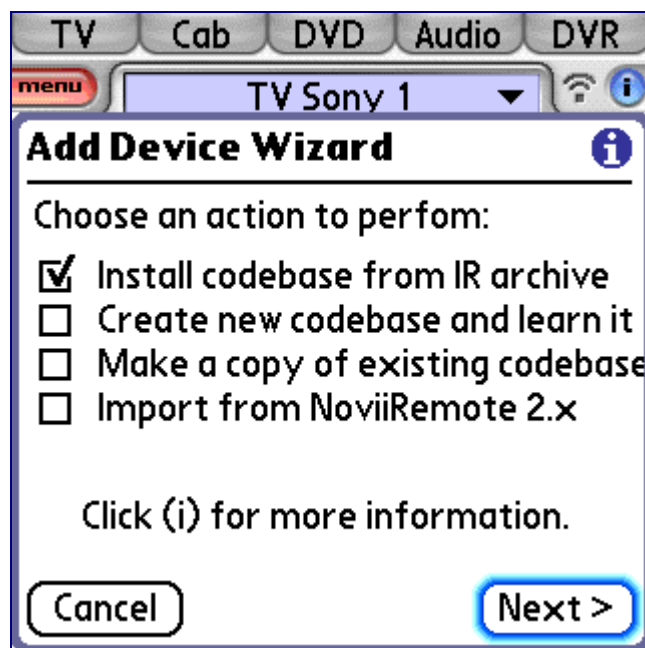 TV Cab DVD Audio DVR
menu TV Sony 1 i
Add Device Wizard i
Choose an action to perfom:
Install codebase from IR archive
Create new codebase and learn it
Make a copy of existing codebase
Import from NoviiRemote 2.x
Click (i) for more information.
Cancel Next >